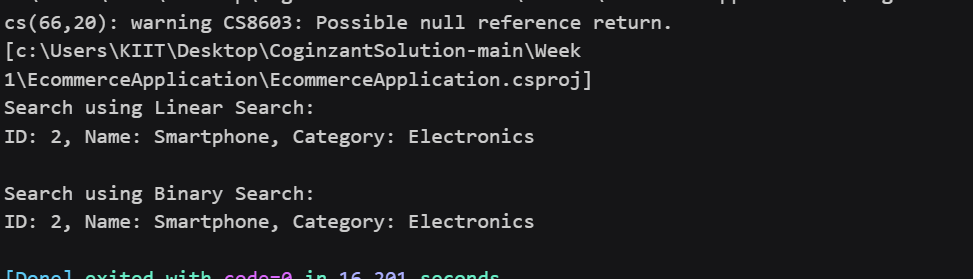 cs(66,20): warning CS8603: Possible null reference return.
[c:\Users\KIIT\Desktop\CoginzantSolution-main\Week
1\EcommerceApplication\EcommerceApplication.csproj]
Search using Linear Search:
ID: 2, Name: Smartphone, Category: Electronics
Search using Binary Search:
ID: 2, Name: Smartphone, Category: Electronics
[Done] exited with code=0 in 16.201 seconds